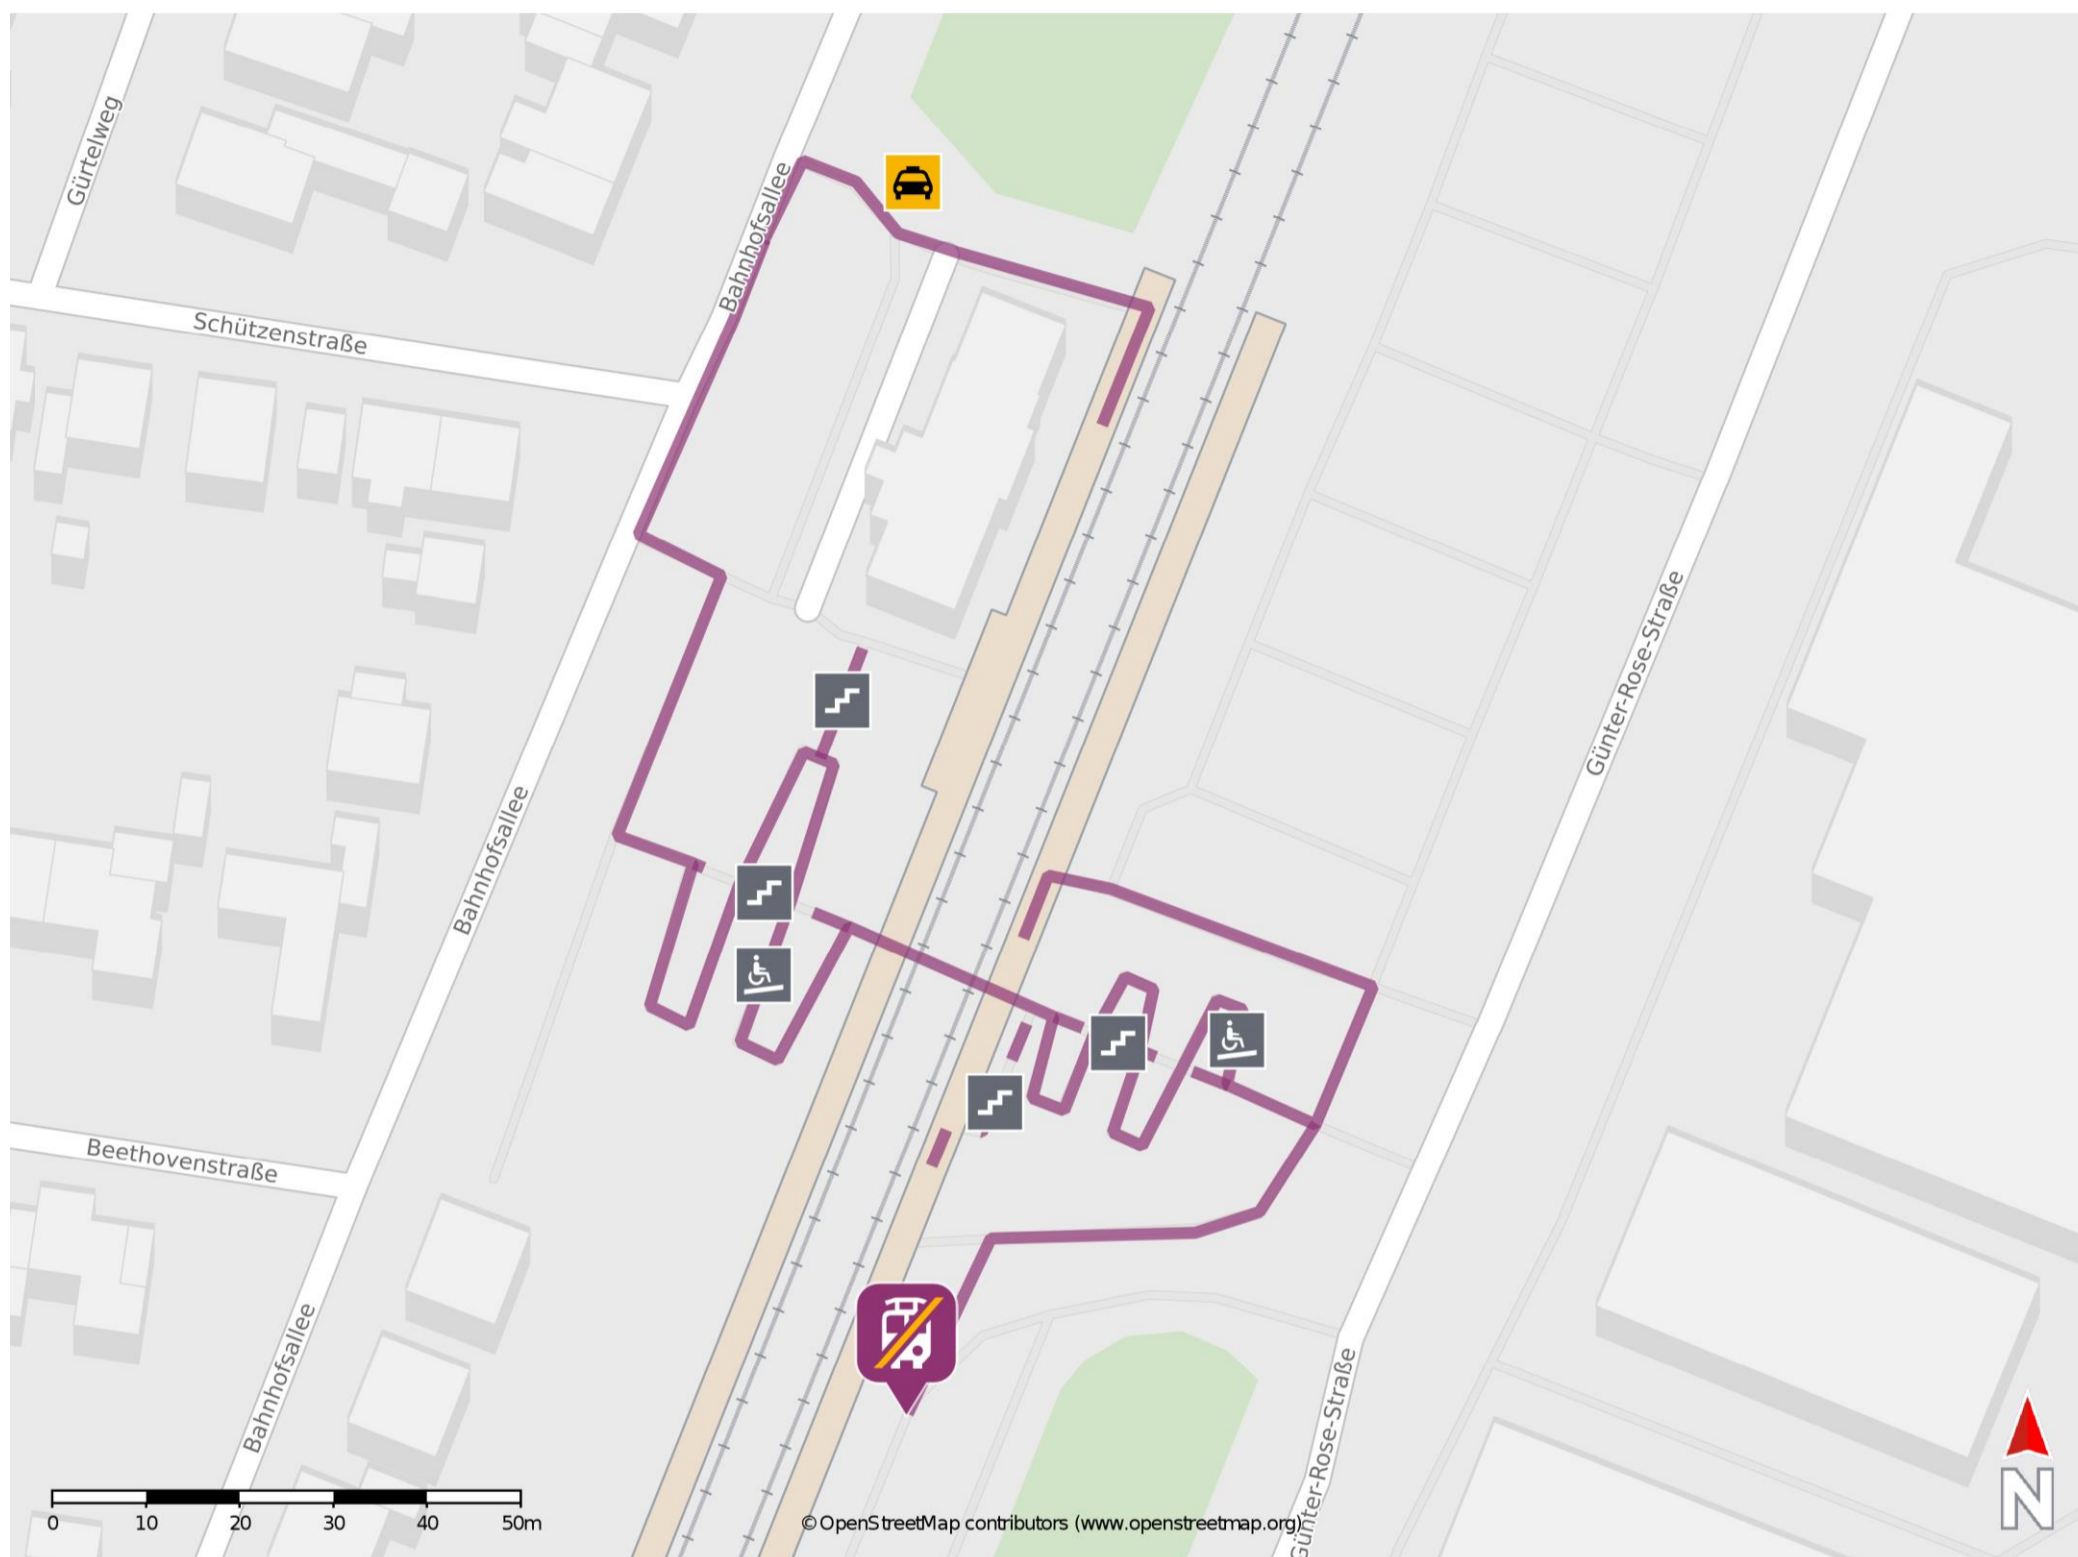 Gürtelweg
Bahnhofsallee
Schützenstraße
Günter-Rose-Straße
Bahnhofsallee
Beethovenstraße
Bahnhofsallee
Günter-Rose-Straße
0 10 20 30 40 50m
© OpenStreetMap contributors (www.openstreetmap.org)
N